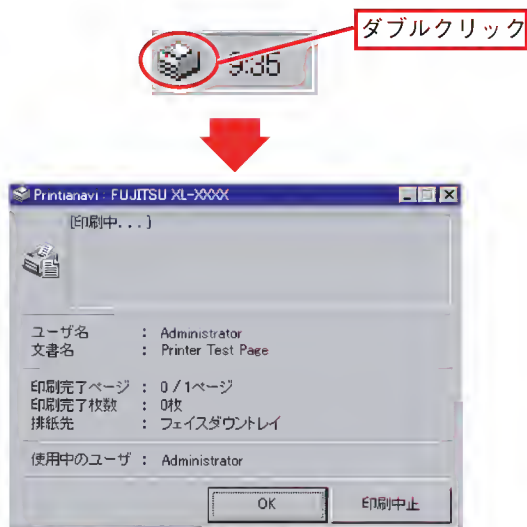 ダブルクリック
9:35
Printianavi : FUJITSU XL-XXXX
[印刷中...]
ユーザ名 : Administrator
文書名 : Printer Test Page
印刷完了ページ : 0 / 1ページ
印刷完了枚数 : 0枚
排紙先 : フェイスダウントレイ
使用中のユーザ : Administrator
OK 印刷中止